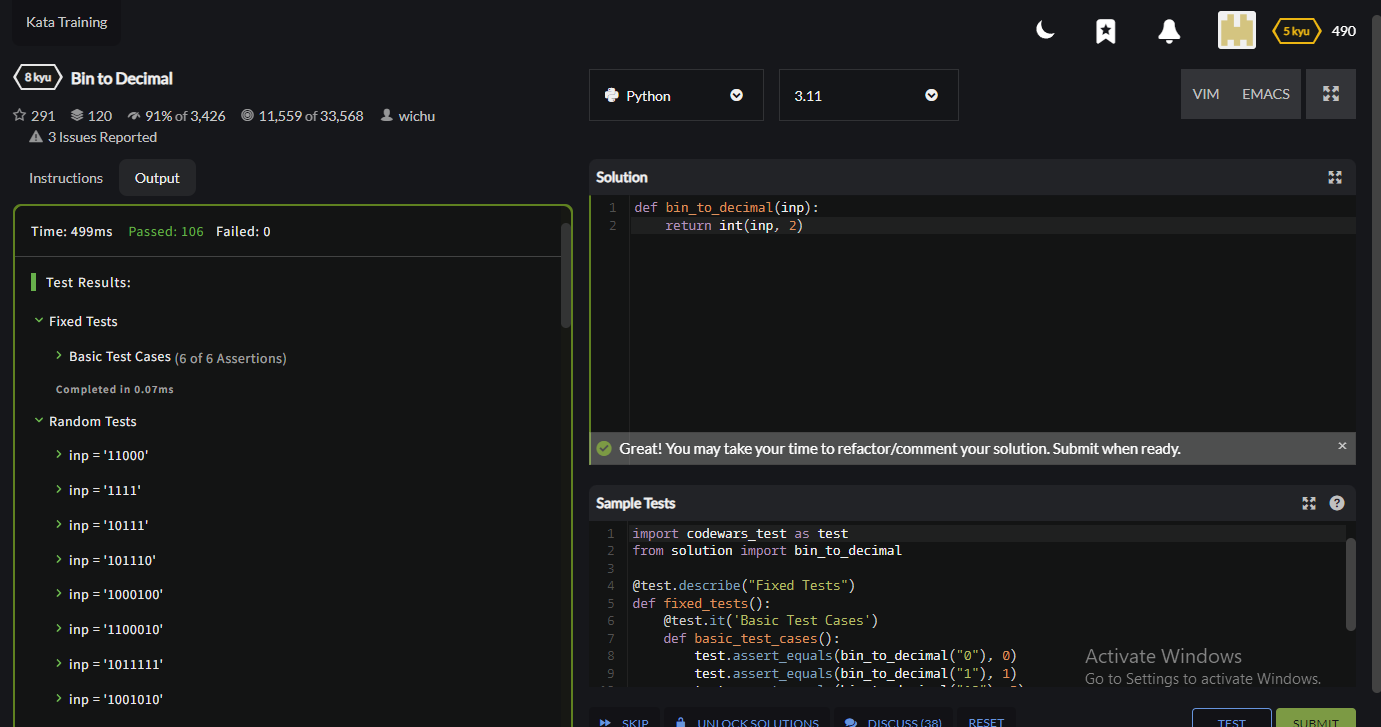 Kata Training
5 kyu 490
8 kyu Bin to Decimal
291 120 91% of 3,426 11,559 of 33,568 wichu
3 Issues Reported
Python 3.11 VIM EMACS
Instructions Output
Time: 499ms Passed: 106 Failed: 0
Test Results:
Fixed Tests
Basic Test Cases (6 of 6 Assertions)
Completed in 0.07ms
Random Tests
inp = '11000'
inp = '1111'
inp = '10111'
inp = '101110'
inp = '1000100'
inp = '1100010'
inp = '1011111'
inp = '1001010'
Solution
1 def bin_to_decimal(inp):
2 return int(inp, 2)
Great! You may take your time to refactor/comment your solution. Submit when ready.
Sample Tests
1 import codewars_test as test
2 from solution import bin_to_decimal
3
4 @test.describe("Fixed Tests")
5 def fixed_tests():
6 @test.it('Basic Test Cases')
7 def basic_test_cases():
8 test.assert_equals(bin_to_decimal("0"), 0)
9 test.assert_equals(bin_to_decimal("1"), 1)
Activate Windows
Go to Settings to activate Windows.
SKIP UNLOCK SOLUTIONS DISCUSS (38) RESET TEST SUBMIT